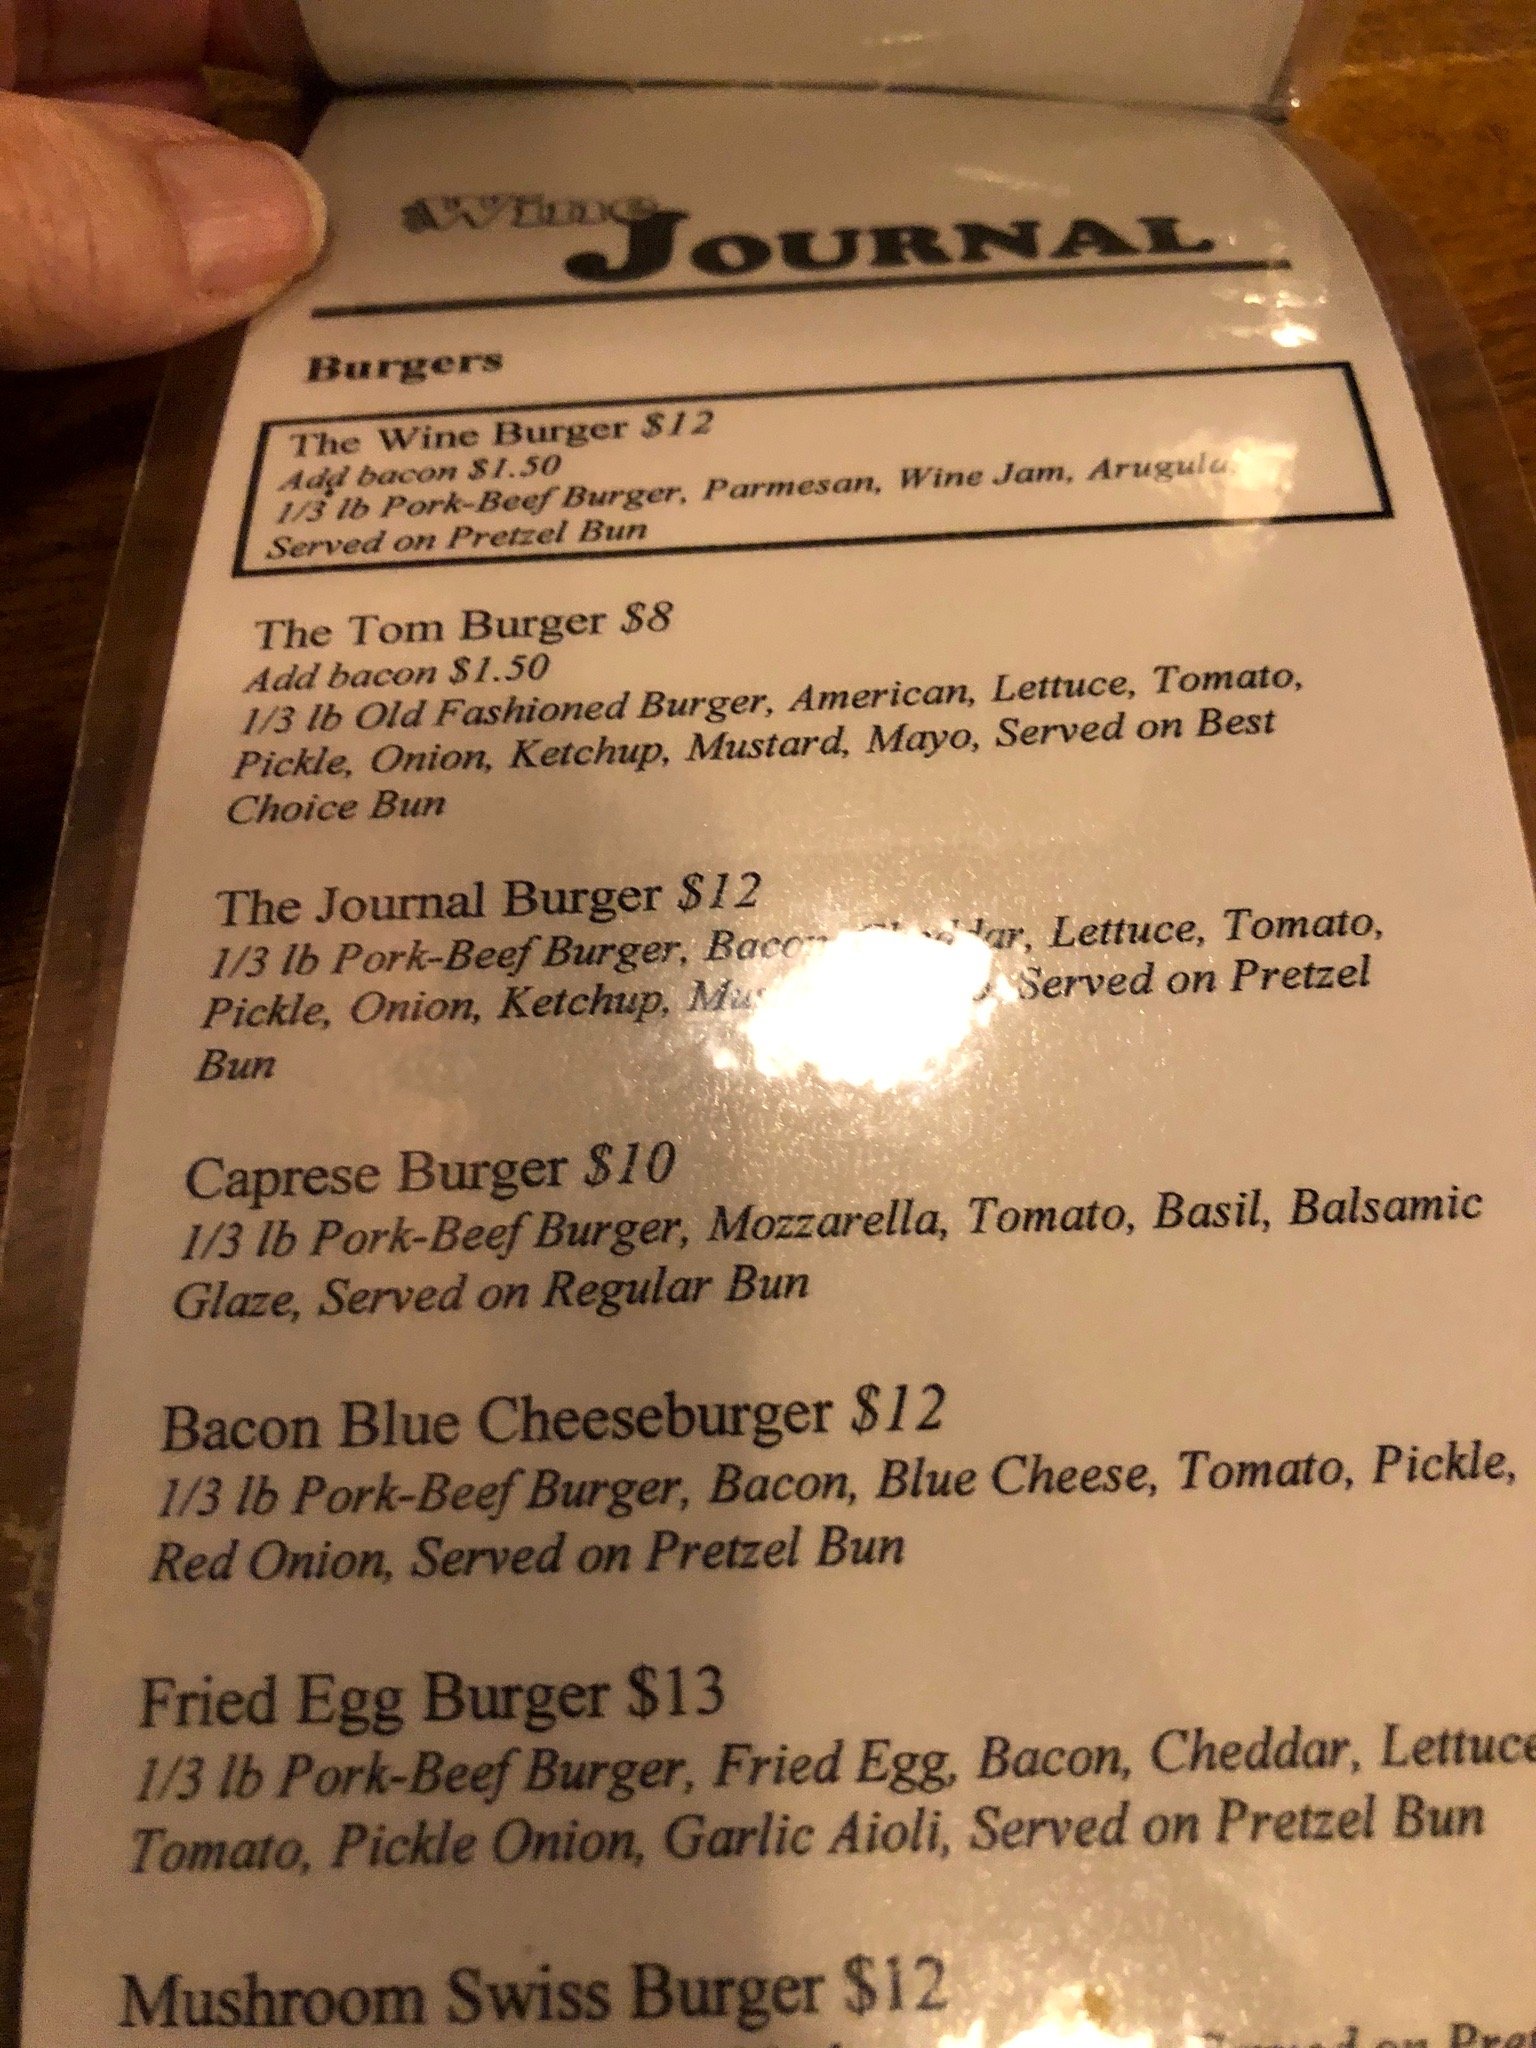 Wine
JOURNAL
Burgers
The Wine Burger $12
Add bacon $1.50
1/3 lb Pork-Beef Burger, Parmesan, Wine Jam, Arugula,
Served on Pretzel Bun
The Tom Burger $8
Add bacon $1.50
1/3 lb Old Fashioned Burger, American, Lettuce, Tomato,
Pickle, Onion, Ketchup, Mustard, Mayo, Served on Best
Choice Bun
The Journal Burger $12
1/3 lb Pork-Beef Burger, Bacon, Cheddar, Lettuce, Tomato,
Pickle, Onion, Ketchup, Served on Pretzel
Bun
Caprese Burger $10
1/3 lb Pork-Beef Burger, Mozzarella, Tomato, Basil, Balsamic
Glaze, Served on Regular Bun
Bacon Blue Cheeseburger $12
1/3 lb Pork-Beef Burger, Bacon, Blue Cheese, Tomato, Pickle,
Red Onion, Served on Pretzel Bun
Fried Egg Burger $13
1/3 lb Pork-Beef Burger, Fried Egg, Bacon, Cheddar, Lettuce
Tomato, Pickle Onion, Garlic Aioli, Served on Pretzel Bun
Mushroom Swiss Burger $12